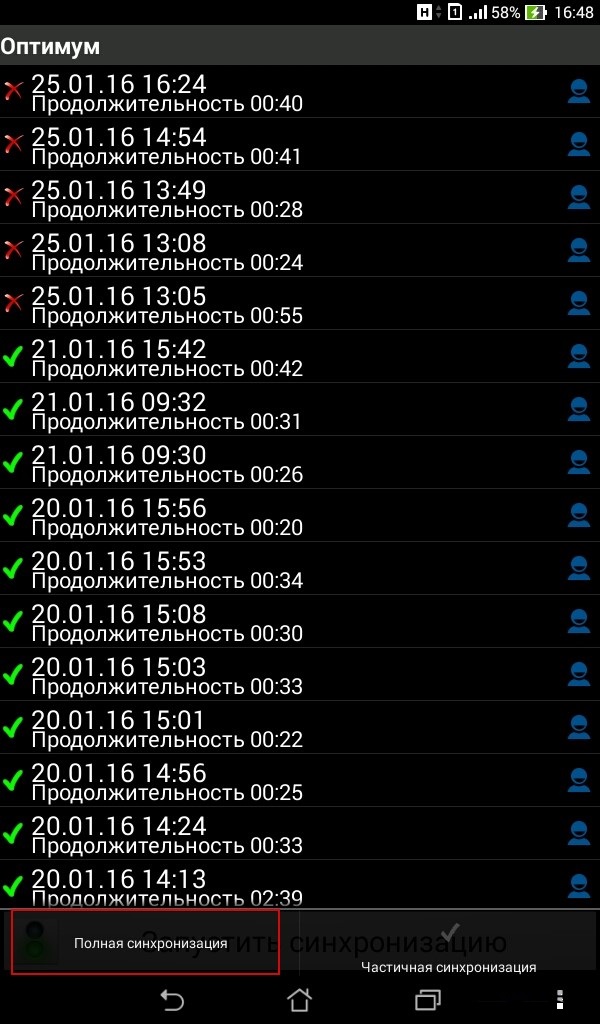 H 1 58% 16:48
Оптимум
25.01.16 16:24
Продолжительность 00:40
25.01.16 14:54
Продолжительность 00:41
25.01.16 13:49
Продолжительность 00:28
25.01.16 13:08
Продолжительность 00:24
25.01.16 13:05
Продолжительность 00:55
21.01.16 15:42
Продолжительность 00:42
21.01.16 09:32
Продолжительность 00:31
21.01.16 09:30
Продолжительность 00:26
20.01.16 15:56
Продолжительность 00:20
20.01.16 15:53
Продолжительность 00:34
20.01.16 15:08
Продолжительность 00:30
20.01.16 15:03
Продолжительность 00:33
20.01.16 15:01
Продолжительность 00:22
20.01.16 14:56
Продолжительность 00:25
20.01.16 14:24
Продолжительность 00:33
20.01.16 14:13
Продолжительность 02:39
Запустить синхронизацию
Полная синхронизация
Частичная синхронизация